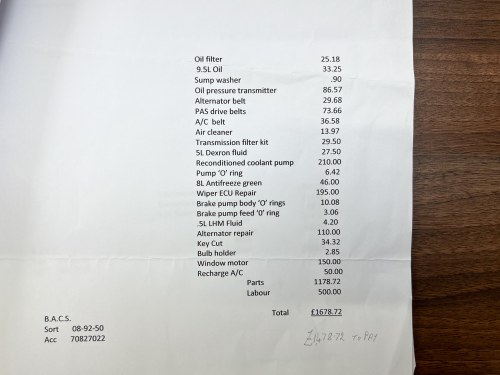 Oil filter 25.18
9.5L Oil 33.25
Sump washer .90
Oil pressure transmitter 86.57
Alternator belt 29.68
PAS drive belts 73.66
A/C belt 36.58
Air cleaner 13.97
Transmission filter kit 29.50
5L Dexron fluid 27.50
Reconditioned coolant pump 210.00
Pump 'O' ring 6.42
8L Antifreeze green 46.00
Wiper ECU Repair 195.00
Brake pump body 'O' rings 10.08
Brake pump feed 'O' ring 3.06
.5L LHM Fluid 4.20
Alternator repair 110.00
Key Cut 34.32
Bulb holder 2.85
Window motor 150.00
Recharge A/C 50.00
Parts 1178.72
Labour 500.00
Total £1678.72
£1678.72 TO PAY
B.A.C.S.
Sort 08-92-50
Acc 70827022